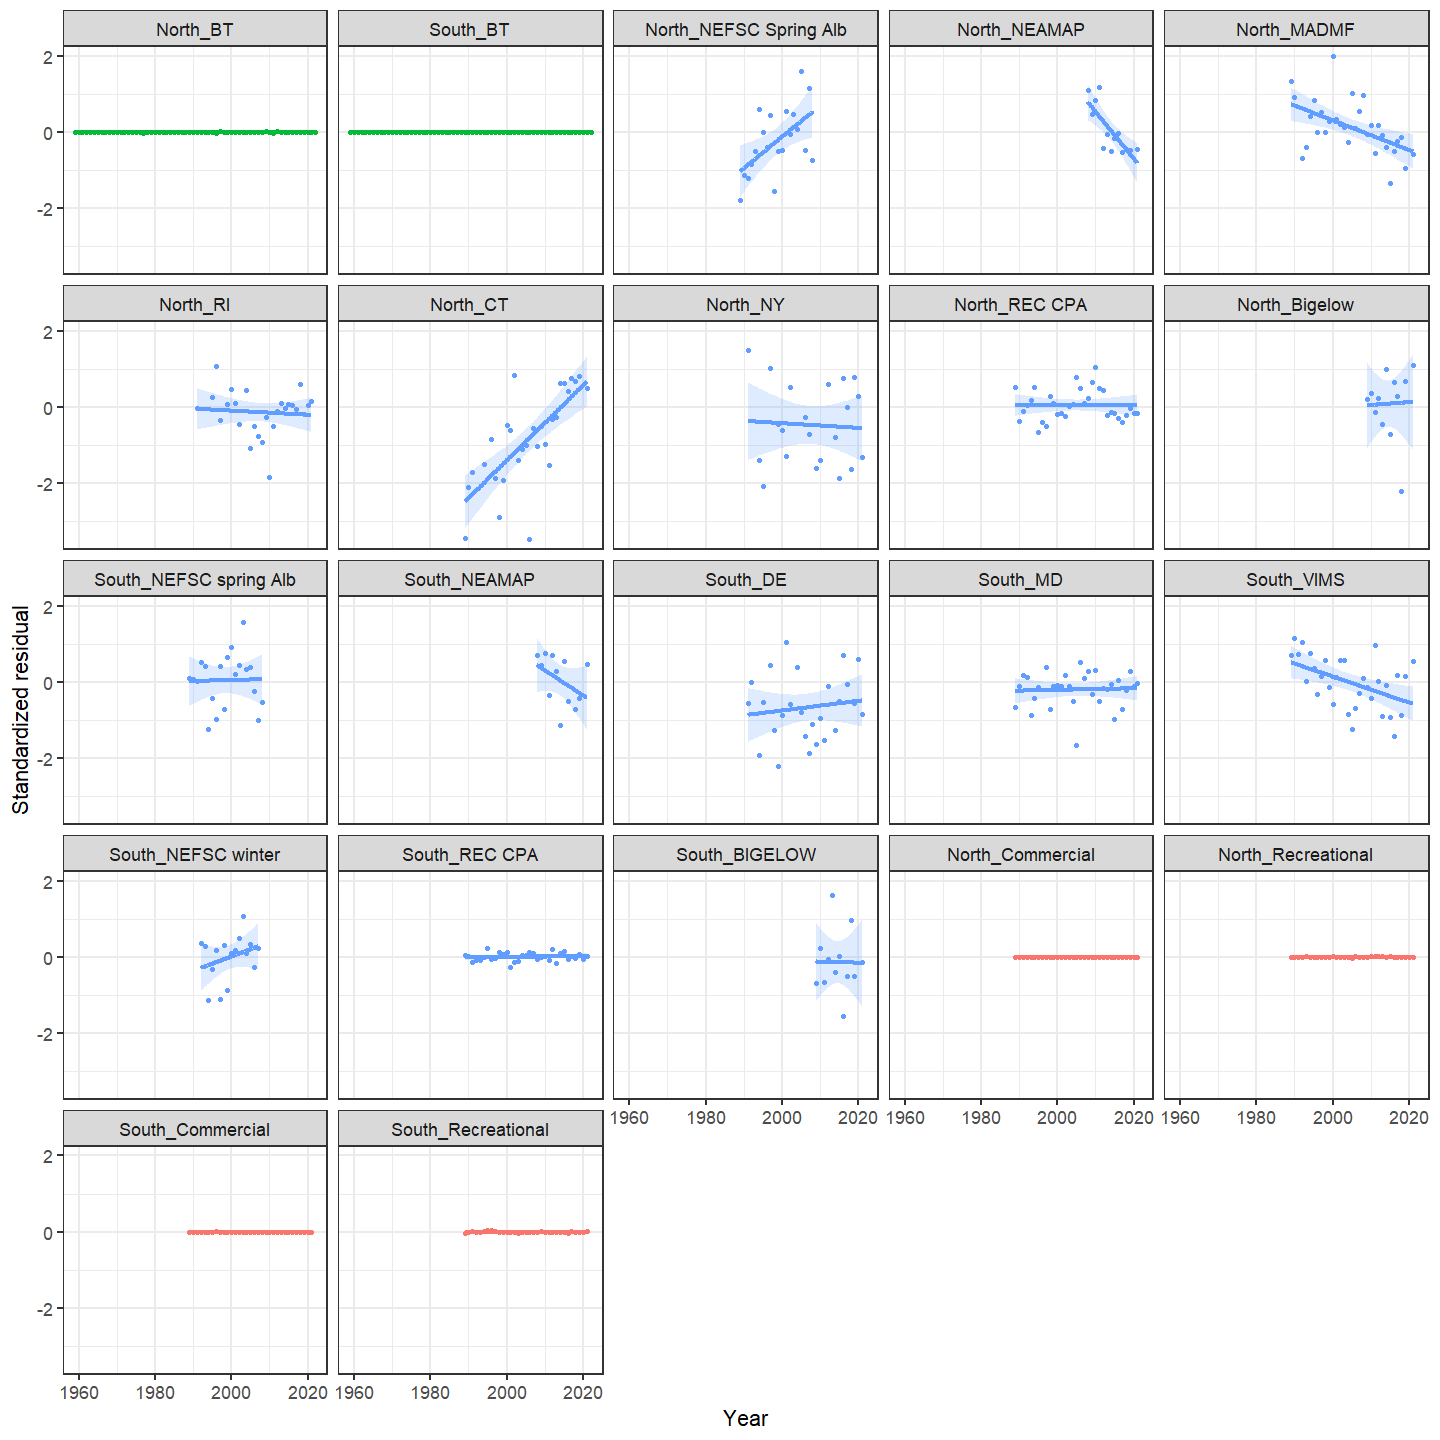 North_BT South_BT North_NEFSC Spring Alb North_NEAMAP North_MADMF
2
0
-2
North_RI North_CT North_NY North_REC CPA North_Bigelow
2
0
-2
South_NEFSC spring Alb South_NEAMAP South_DE South_MD South_VIMS
2
0
-2
Standardized residual
South_NEFSC winter South_REC CPA South_BIGELOW North_Commercial North_Recreational
2
0
-2
1960 1980 2000 2020 1960 1980 2000 2020 1960 1980 2000 2020
South_Commercial South_Recreational
2
0
-2
1960 1980 2000 2020 1960 1980 2000 2020
Year